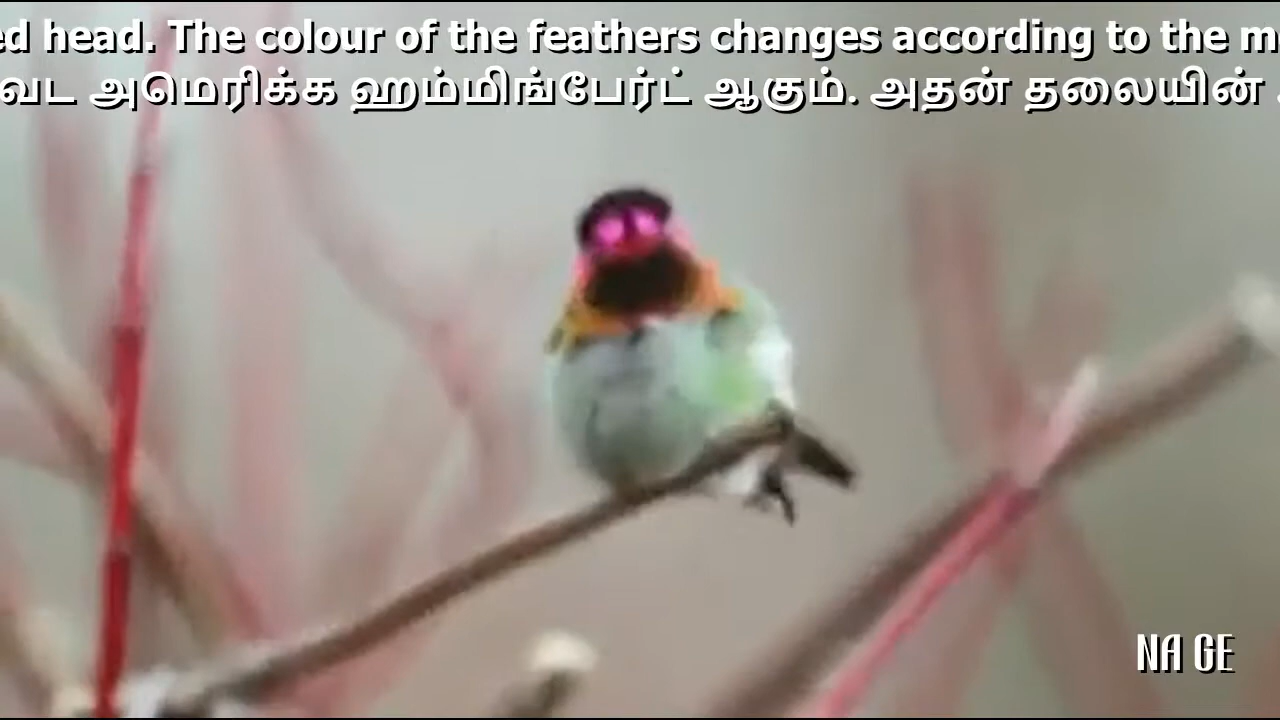 ed head. The colour of the feathers changes according to the m
வட அமெரிக்க ஹம்மிங்பேர்ட் ஆகும். அதன் தலையின்
NA GE